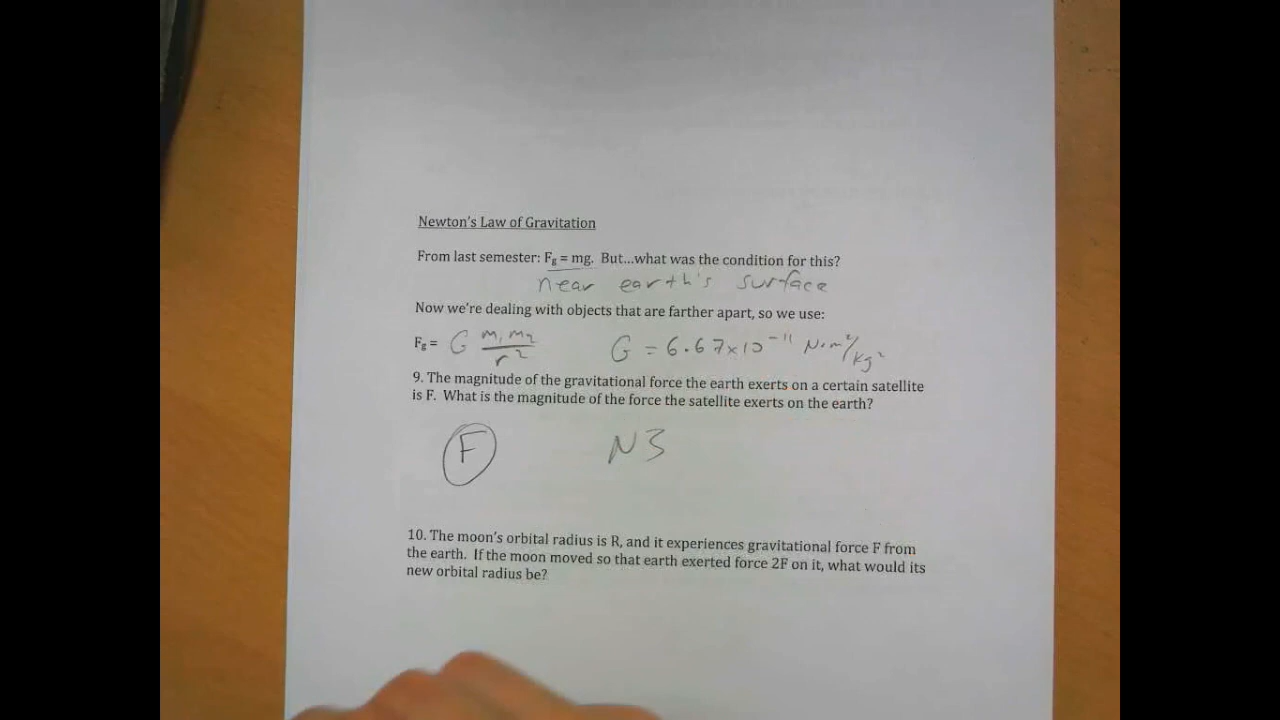 Newton's Law of Gravitation
From last semester: Fg = mg. But...what was the condition for this?
near earth's surface
Now we're dealing with objects that are farther apart, so we use:
Fg = G m₁m₂/r² G = 6.67×10⁻¹¹ N·m²/kg²
9. The magnitude of the gravitational force the earth exerts on a certain satellite
is F. What is the magnitude of the force the satellite exerts on the earth?
F N3
10. The moon's orbital radius is R, and it experiences gravitational force F from
the earth. If the moon moved so that earth exerted force 2F on it, what would its
new orbital radius be?